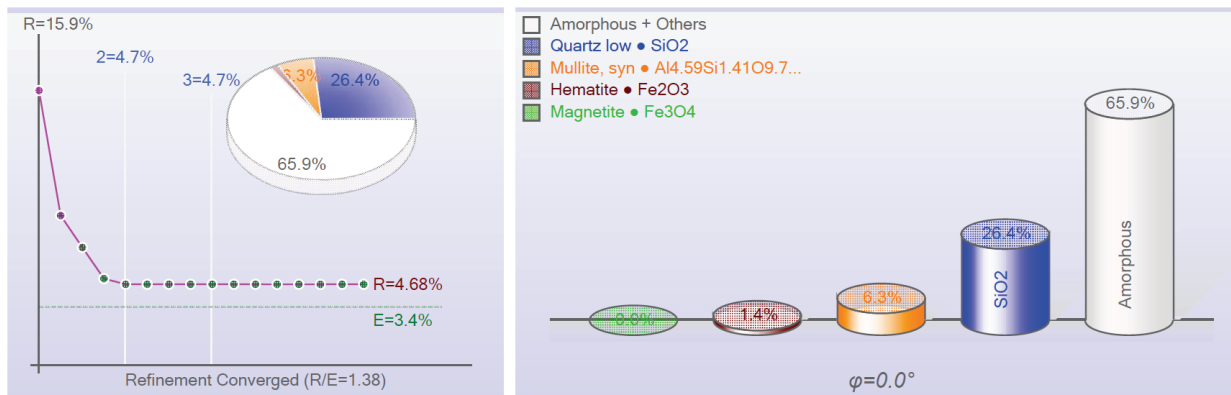 R=15.9%
2=4.7%
3=4.7%
6.3%
26.4%
65.9%
R=4.68%
E=3.4%
Refinement Converged (R/E=1.38)
Amorphous + Others
Quartz low ● SiO2
Mullite, syn ● Al4.59Si1.41O9.7...
Hematite ● Fe2O3
Magnetite ● Fe3O4
1.4%
6.3%
26.4%
SiO2
65.9%
Amorphous
φ=0.0°